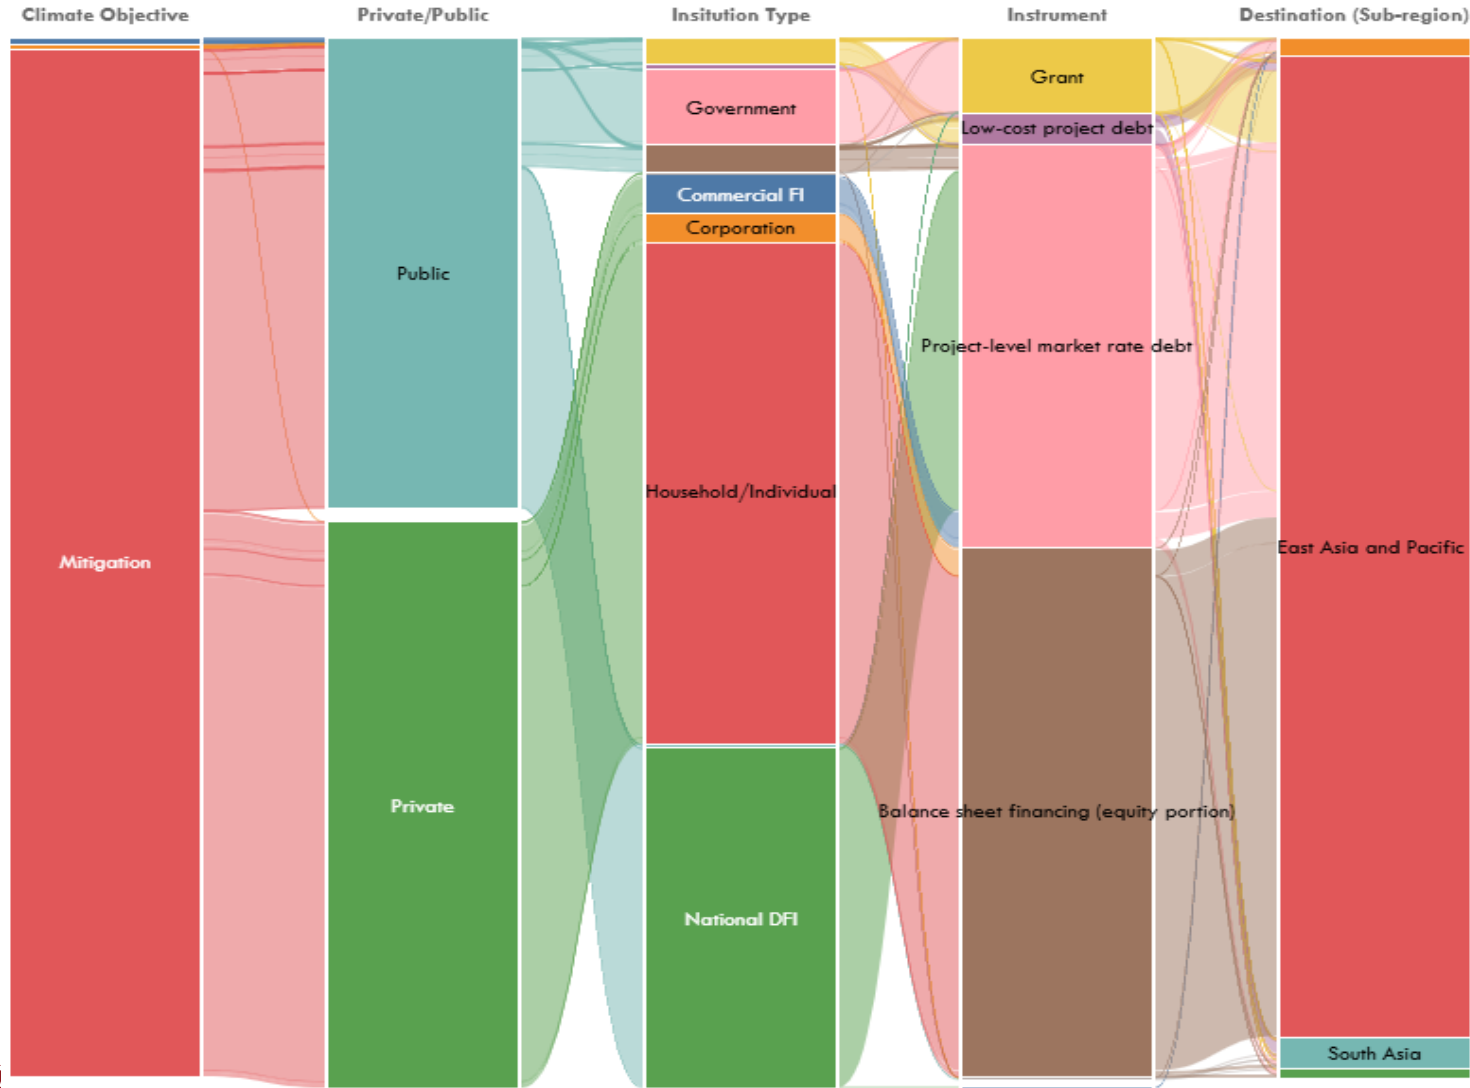 Climate Objective
Private/Public
Insitution Type
Instrument
Destination (Sub-region)
Grant
Government
Low-cost project debt
Commercial FI
Corporation
Public
Project-level market rate debt
Household/Individual
East Asia and Pacific
Mitigation
Private
Balance sheet financing (equity portion)
National DFI
South Asia